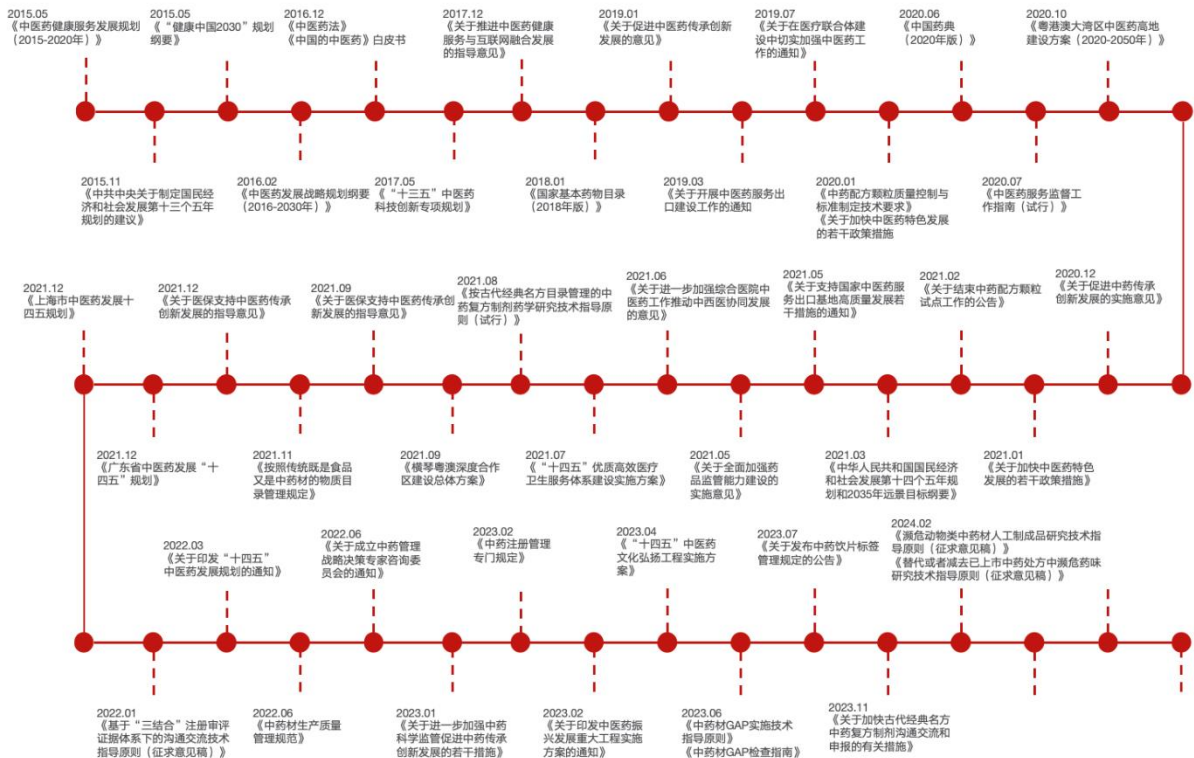 2015.05
《中医药健康服务发展规划
（2015-2020年）》
2015.05
《“健康中国2030”规划
纲要》
2016.12
《中医药法》
《中国的中医药》白皮书
2017.12
《关于推进中医药健康
服务与互联网融合发展
的指导意见》
2019.01
《关于促进中医药传承创新
发展的意见》
2019.07
《关于在医疗联合体建
设中切实加强中医药工
作的通知》
2020.06
《中国药典
（2020年版）》
2020.10
《粤港澳大湾区中医药高地
建设方案（2020-2050年）》
2015.11
《中共中央关于制定国民经
济和社会发展第十三个五年
规划的建议》
2016.02
《中医药发展战略规划纲要
（2016-2030年）》
2017.05
《“十三五”中医药
科技创新专项规划》
2018.01
《国家基本药物目录
（2018年版）》
2019.03
《关于开展中医药服务出
口建设工作的通知
2020.01
《中药配方颗粒质量控制与
标准制定技术要求》
《关于加快中医药特色发展
的若干政策措施
2020.07
《中医药服务监督工
作指南（试行）》
2021.12
《上海市中医药发展十
四五规划》
2021.12
《关于医保支持中医药传承
创新发展的指导意见》
2021.09
《关于医保支持中医药传承创
新发展的指导意见》
2021.08
《按古代经典名方目录管理的中
药复方制剂药学研究技术指导原
则（试行）》
2021.06
《关于进一步加强综合医院中
医药工作推动中西医协同发展
的意见》
2021.05
《关于支持国家中医药服
务出口基地高质量发展若
干措施的通知》
2021.02
《关于结束中药配方颗粒
试点工作的公告》
2020.12
《关于促进中药传承
创新发展的实施意见》
2021.12
《广东省中医药发展“十
四五”规划》
2021.11
《按照传统既是食品
又是中药材的物质目
录管理规定》
2021.09
《横琴粤澳深度合作
区建设总体方案》
2021.07
《“十四五”优质高效医疗
卫生服务体系建设实施方案》
2021.05
《关于全面加强药
品监管能力建设的
实施意见》
2021.03
《中华人民共和国国民经济
和社会发展第十四个五年规
划和2035年远景目标纲要》
2021.01
《关于加快中医药特色
发展的若干政策措施》
2022.03
《关于印发“十四五”
中医药发展规划的通知》
2022.06
《关于成立中药管理
战略决策专家咨询委
员会的通知》
2023.02
《中药注册管理
专门规定》
2023.04
《“十四五”中医药
文化弘扬工程实施方
案》
2023.07
《关于发布中药饮片标签
管理规定的公告》
2024.02
《濒危动物类中药材人工制成品研究技术指
导原则（征求意见稿）》
《替代或者减去已上市中药处方中濒危药味
研究技术指导原则（征求意见稿）》
2022.01
《基于“三结合”注册审评
证据体系下的沟通交流技术
指导原则（征求意见稿）》
2022.06
《中药材生产质量
管理规范》
2023.01
《关于进一步加强中药
科学监管促进中药传承
创新发展的若干措施》
2023.02
《关于印发中医药振
兴发展重大工程实施
方案的通知》
2023.06
《中药材GAP实施技术
指导原则》
《中药材GAP检查指南》
2023.11
《关于加快古代经典名方
中药复方制剂沟通交流和
申报的有关措施》